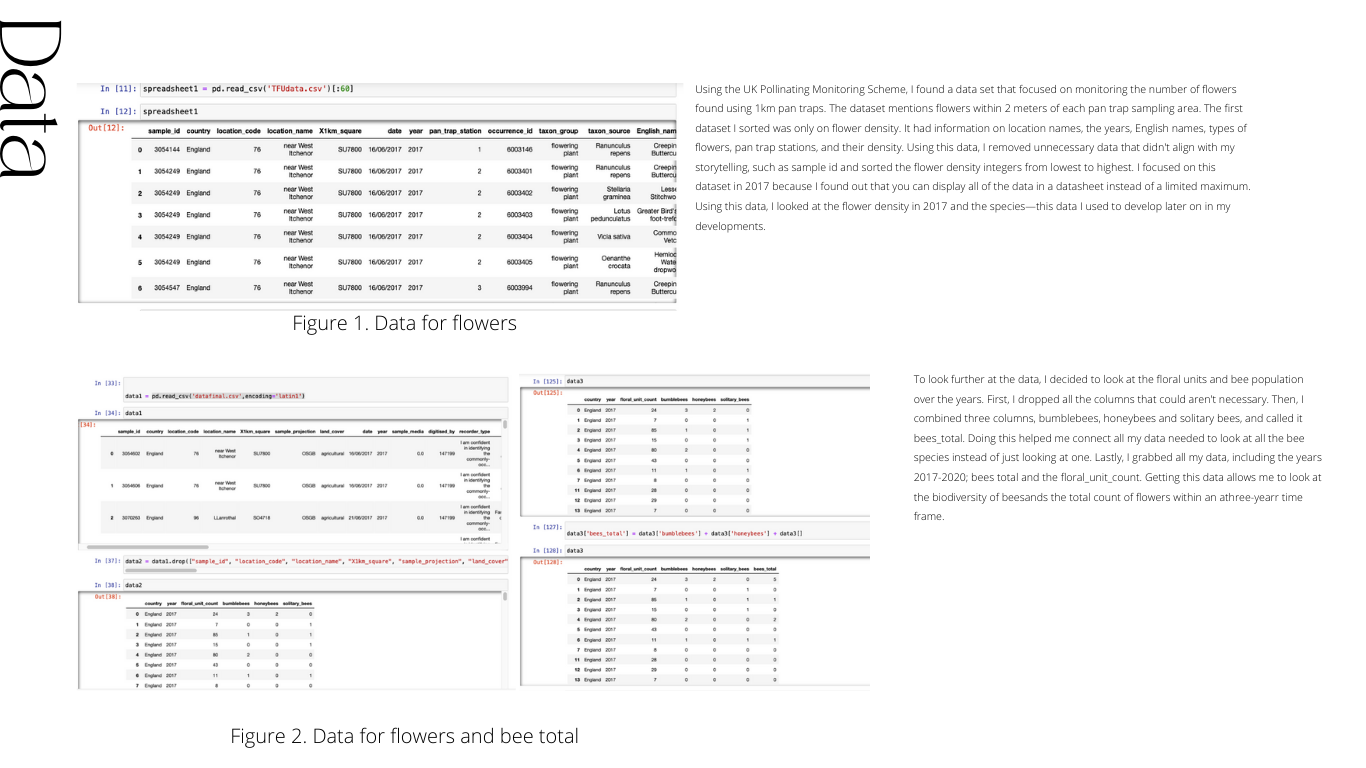 Data
In [11]: spreadsheet1 = pd.read_csv('TFUdata.csv')[:60]
In [12]: spreadsheet1
Out[12]:
sample_id country location_code location_name X1km_square date year pan_trap_station occurrence_id taxon_group taxon_source English_nam
0 3054144 England 76 near West Itchenor SU7800 16/06/2017 2017 1 6003146 flowering plant Ranunculus repens Creepin Buttercu
1 3054249 England 76 near West Itchenor SU7800 16/06/2017 2017 2 6003401 flowering plant Ranunculus repens Creepin Buttercu
2 3054249 England 76 near West Itchenor SU7800 16/06/2017 2017 2 6003402 flowering plant Stellaria graminea Lesse Stitchwo
3 3054249 England 76 near West Itchenor SU7800 16/06/2017 2017 2 6003403 flowering plant Lotus pedunculatus Greater Bird's foot-trefo
4 3054249 England 76 near West Itchenor SU7800 16/06/2017 2017 2 6003404 flowering plant Vicia sativa Commo Vetc
5 3054249 England 76 near West Itchenor SU7800 16/06/2017 2017 2 6003405 flowering plant Oenanthe crocata Hemloc Wate dropwo
6 3054547 England 76 near West Itchenor SU7800 16/06/2017 2017 3 6003994 flowering plant Ranunculus repens Creepin Buttercu
Figure 1. Data for flowers
Using the UK Pollinating Monitoring Scheme, I found a data set that focused on monitoring the number of flowers
found using 1km pan traps. The dataset mentions flowers within 2 meters of each pan trap sampling area. The first
dataset I sorted was only on flower density. It had information on location names, the years, English names, types of
flowers, pan trap stations, and their density. Using this data, I removed unnecessary data that didn't align with my
storytelling, such as sample id and sorted the flower density integers from lowest to highest. I focused on this
dataset in 2017 because I found out that you can display all of the data in a datasheet instead of a limited maximum.
Using this data, I looked at the flower density in 2017 and the species—this data I used to develop later on in my
developments.
In [33]:
data1 = pd.read_csv('datafinal.csv',encoding='latin1')
In [34]: data1
[34]:
sample_id country location_code location_name X1km_square sample_projection land_cover date year sample_media digitised_by recorder_type
0 England 76 near West Itchenor SU7800 OSGB agricultural 16/06/2017 2017 0.0 147199 I am confident in identifying the commonly-occ...
1 England 76 near West Itchenor SU7800 OSGB agricultural 16/06/2017 2017 0.0 147199 I am confident in identifying the commonly-occ...
2 England 96 LLanrothal SO4718 OSGB agricultural 21/06/2017 2017 0.0 147199 I am confident in identifying the commonly-occ...
I am confident
In [37]: data2 = data1.drop(["sample_id", "location_code", "location_name", "X1km_square", "sample_projection", "land_cover"
In [38]: data2
Out[38]:
country year floral_unit_count bumblebees honeybees solitary_bees
0 England 2017 24 3 2 0
1 England 2017 7 0 0 1
2 England 2017 85 1 0 1
3 England 2017 15 0 0 1
4 England 2017 80 2 0 0
5 England 2017 43 0 0 0
6 England 2017 11 1 0 1
7 England 2017 8 0 0 0
In [125]: data3
Out[125]:
country year floral_unit_count bumblebees honeybees solitary_bees
0 England 2017 24 3 2 0
1 England 2017 7 0 0 1
2 England 2017 85 1 0 1
3 England 2017 15 0 0 1
4 England 2017 80 2 0 0
5 England 2017 43 0 0 0
6 England 2017 11 1 0 1
7 England 2017 8 0 0 0
11 England 2017 28 0 0 0
12 England 2017 29 0 0 0
13 England 2017 7 0 0 0
In [127]:
data3['bees_total'] = data3['bumblebees'] + data3['honeybees'] + data3[]
In [128]: data3
Out[128]:
country year floral_unit_count bumblebees honeybees solitary_bees bees_total
0 England 2017 24 3 2 0 0
1 England 2017 7 0 0 1 0
2 England 2017 85 1 0 1 1
3 England 2017 15 0 0 1 0
4 England 2017 80 2 0 0 2
5 England 2017 43 0 0 0 0
6 England 2017 11 1 0 1 1
7 England 2017 8 0 0 0 0
11 England 2017 28 0 0 0 0
12 England 2017 29 0 0 0 0
13 England 2017 7 0 0 0 0
To look further at the data, I decided to look at the floral units and bee population
over the years. First, I dropped all the columns that could aren't necessary. Then, I
combined three columns, bumblebees, honeybees and solitary bees, and called it
bees_total. Doing this helped me connect all my data needed to look at all the bee
species instead of just looking at one. Lastly, I grabbed all my data, including the years
2017-2020; bees total and the floral_unit_count. Getting this data allows me to look at
the biodiversity of beesands the total count of flowers within an athree-yearr time
frame.
Figure 2. Data for flowers and bee total